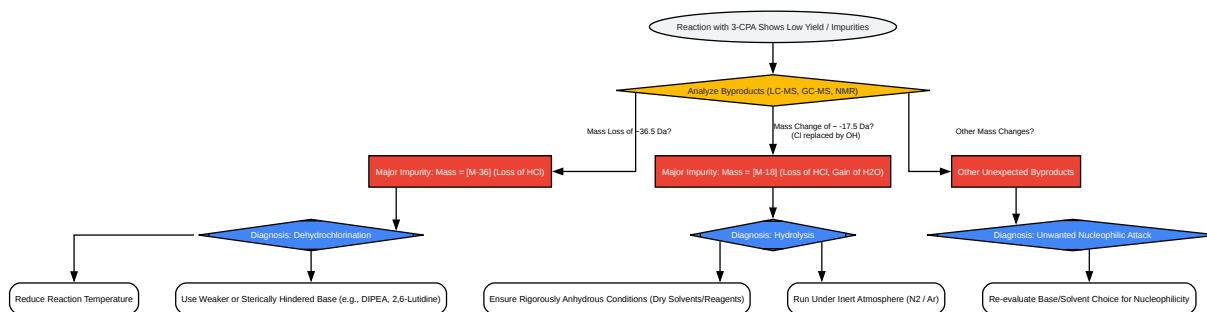 Reaction with 3-CPA Shows Low Yield / Impurities
Analyze Byproducts (LC-MS, GC-MS, NMR)
Mass Loss of ~36.5 Da?
Mass Change of ~ -17.5 Da?
(Cl replaced by OH)
Other Mass Changes?
Major Impurity: Mass = [M-36] (Loss of HCl)
Major Impurity: Mass = [M-18] (Loss of HCl, Gain of H2O)
Other Unexpected Byproducts
Diagnosis: Dehydrochlorination
Diagnosis: Hydrolysis
Diagnosis: Unwanted Nucleophilic Attack
Reduce Reaction Temperature
Use Weaker or Sterically Hindered Base (e.g., DIPEA, 2,6-Lutidine)
Ensure Rigorously Anhydrous Conditions (Dry Solvents/Reagents)
Run Under Inert Atmosphere (N2 / Ar)
Re-evaluate Base/Solvent Choice for Nucleophilicity